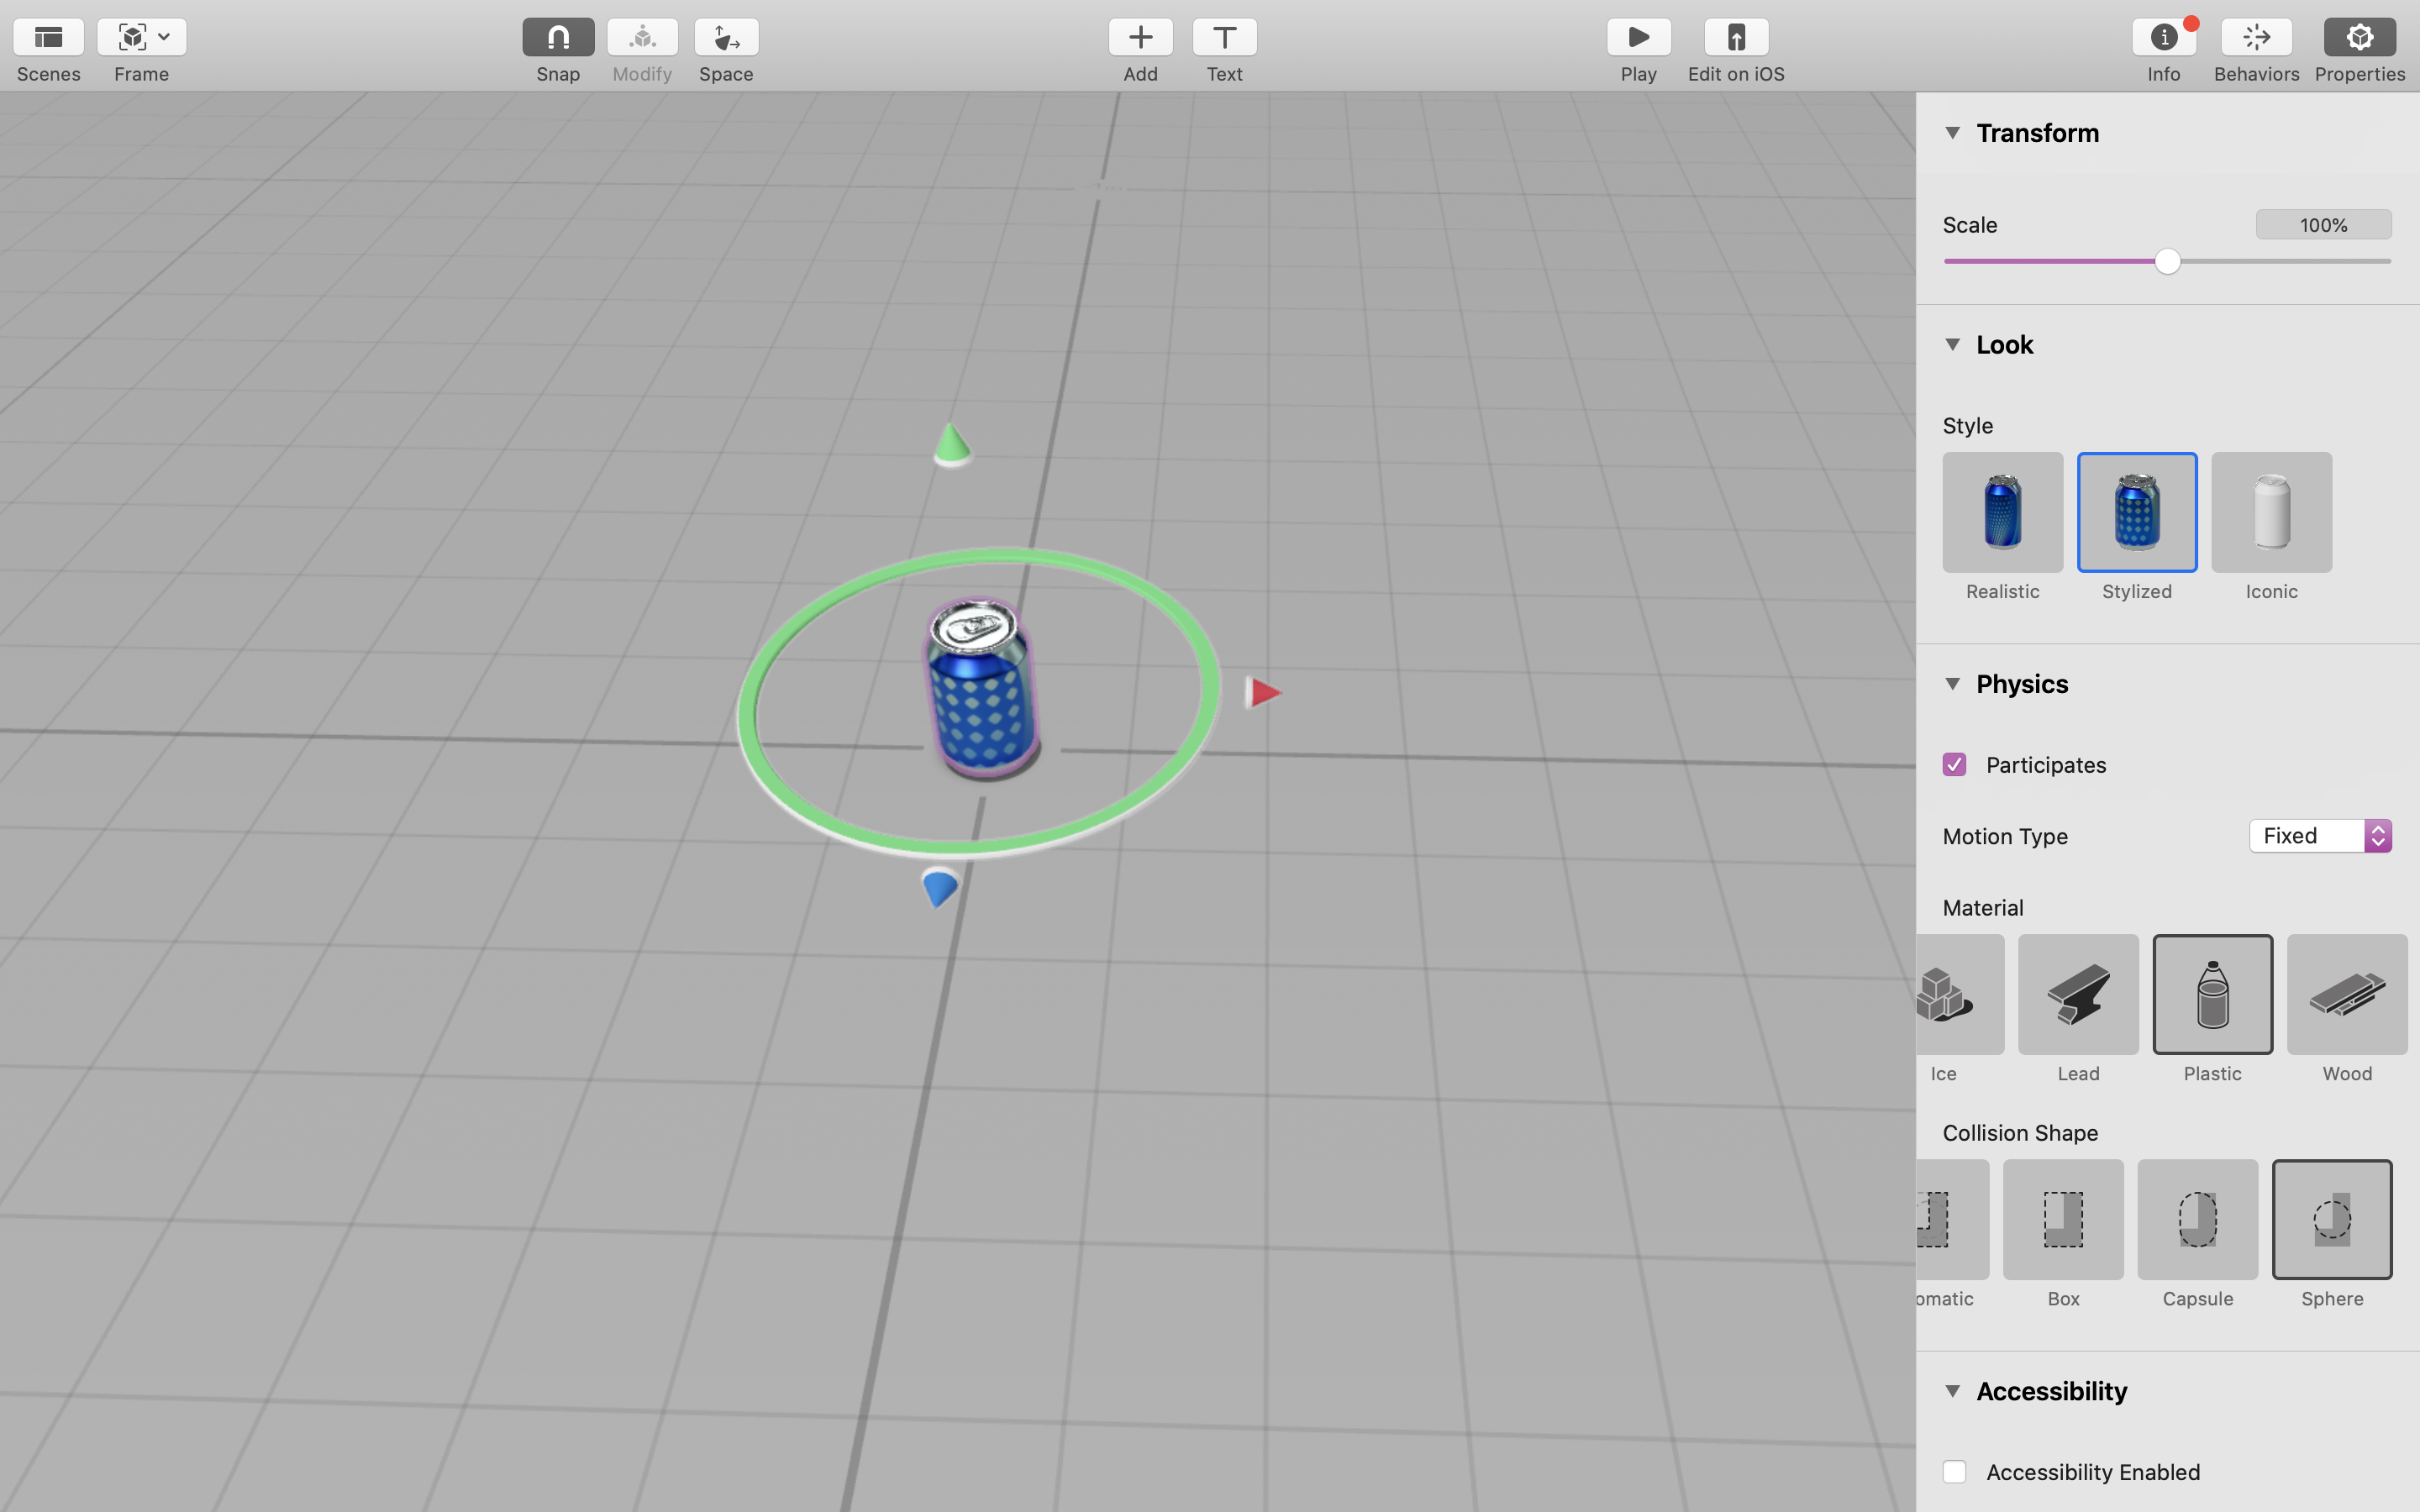 Scenes
Frame
Snap
Modify
Space
Add
Text
Play
Edit on iOS
Info
Behaviors
Properties
Transform
Scale
100%
Look
Style
Realistic
Stylized
Iconic
Physics
Participates
Motion Type
Fixed
Material
Ice
Lead
Plastic
Wood
Collision Shape
omatic
Box
Capsule
Sphere
Accessibility
Accessibility Enabled